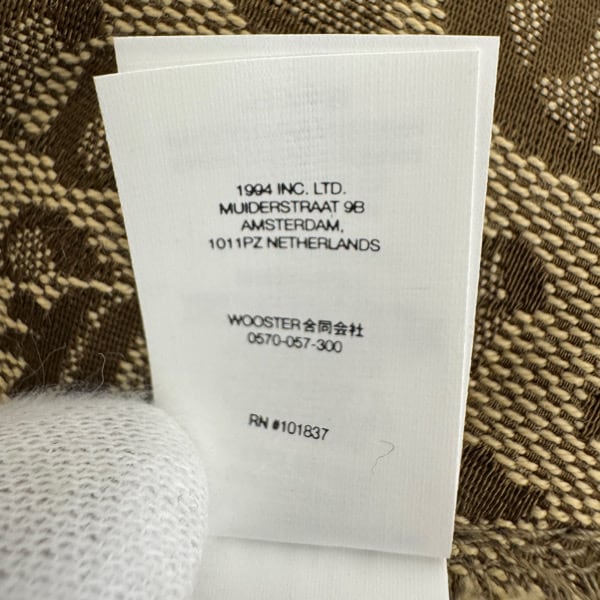 1994 INC. LTD.
MUIDERSTRAAT 9B
AMSTERDAM,
1011PZ NETHERLANDS
WOOSTER合同会社
0570-057-300
RN #101837